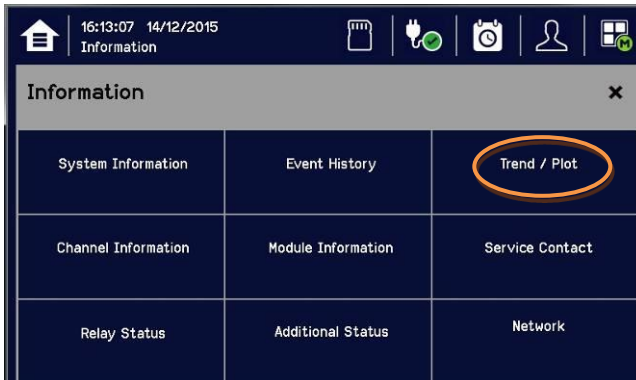 16:13:07 14/12/2015
Information
M
Information
System Information Event History Trend / Plot
Channel Information Module Information Service Contact
Relay Status Additional Status Network